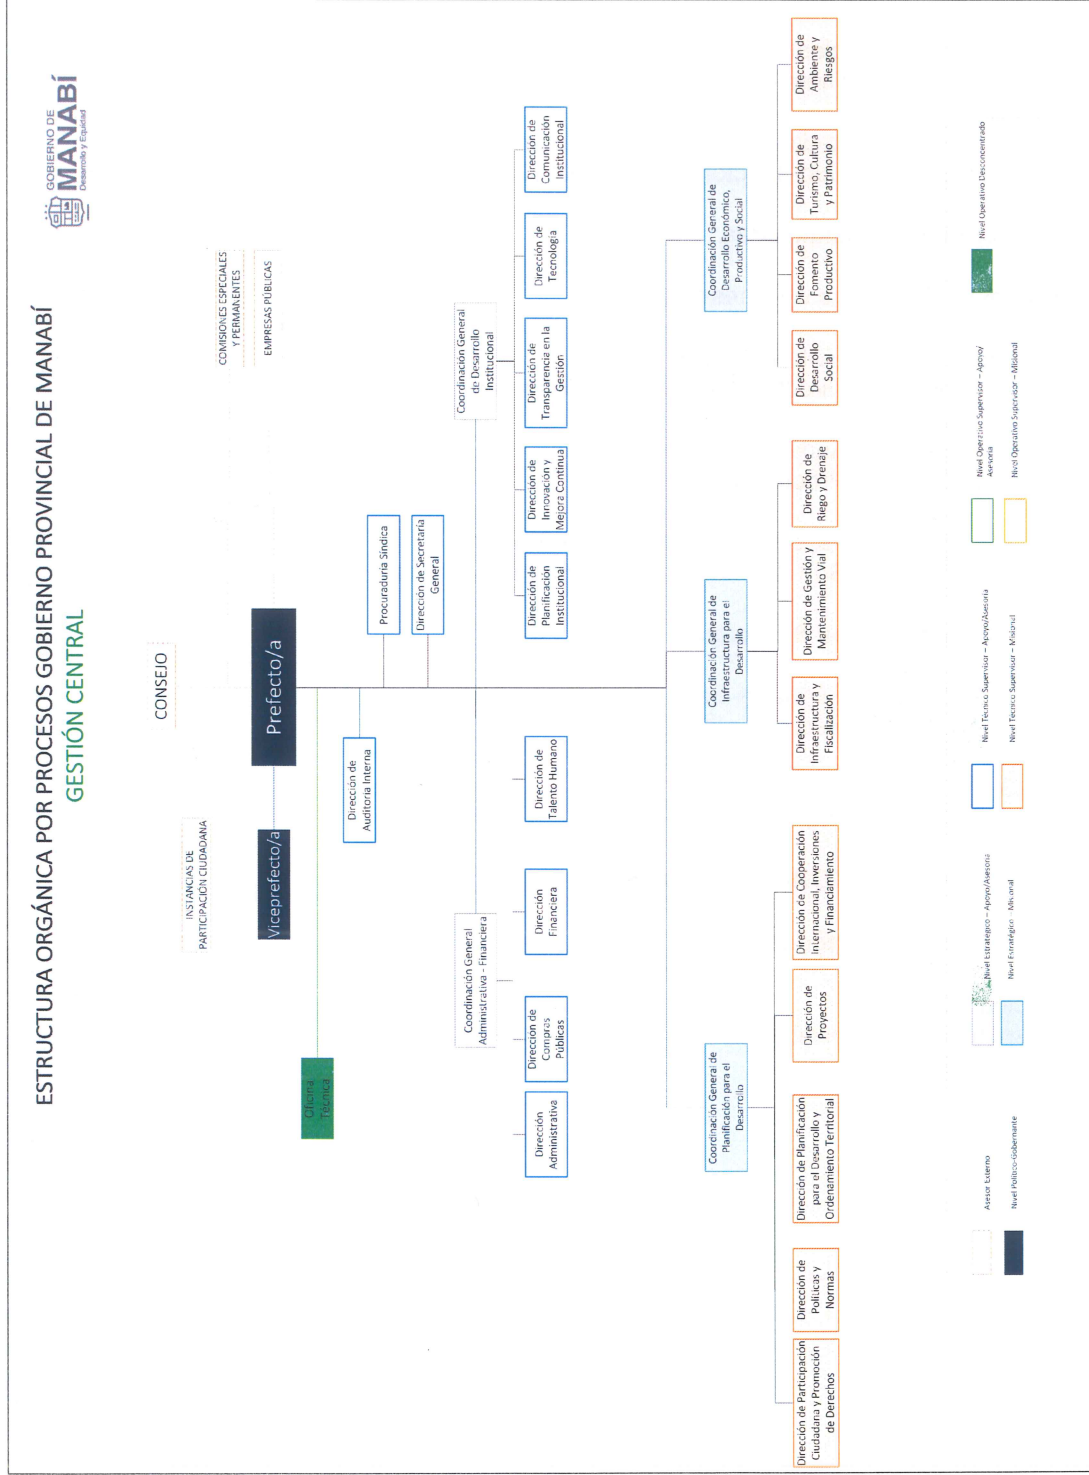 ESTRUCTURA ORGÁNICA POR PROCESOS GOBIERNO PROVINCIAL DE MANABÍ
GESTIÓN CENTRAL
GOBIERNO DE
MANABÍ
Desarrollo y Equidad
CONSEJO
INSTANCIAS DE
PARTICIPACIÓN CIUDADANA
COMISIONES ESPECIALES
Y PERMANENTES
EMPRESAS PÚBLICAS
Viceprefecto/a
Prefecto/a
Oficina
Técnica
Dirección de
Auditoría Interna
Procuraduría Síndica
Dirección de Secretaría
General
Coordinación General
Administrativa - Financiera
Coordinación General
de Desarrollo
Institucional
Dirección
Administrativa
Dirección de
Compras
Públicas
Dirección
Financiera
Dirección de
Talento Humano
Dirección de
Planificación
Institucional
Dirección de
Innovación y
Mejora Continua
Dirección de
Transparencia en la
Gestión
Dirección de
Tecnología
Dirección de
Comunicación
Institucional
Coordinación General de
Planificación para el
Desarrollo
Coordinación General de
Infraestructura para el
Desarrollo
Coordinación General de
Desarrollo Económico,
Productivo y Social
Dirección de Participación
Ciudadana y Promoción
de Derechos
Dirección de
Políticas y
Normas
Dirección de Planificación
para el Desarrollo y
Ordenamiento Territorial
Dirección de
Proyectos
Dirección de Cooperación
Internacional, Inversiones
y Financiamiento
Dirección de
Infraestructura y
Fiscalización
Dirección de Gestión y
Mantenimiento Vial
Dirección de
Riego y Drenaje
Dirección de
Desarrollo
Social
Dirección de
Fomento
Productivo
Dirección de
Turismo, Cultura
y Patrimonio
Dirección de
Ambiente y
Riesgos
Asesor Externo
Nivel Político-Gobernante
Nivel Estratégico – Apoyo/Asesoría
Nivel Estratégico – Misional
Nivel Técnico Supervisor – Apoyo/Asesoría
Nivel Técnico Supervisor – Misional
Nivel Operativo Supervisor – Apoyo/
Asesoría
Nivel Operativo Supervisor – Misional
Nivel Operativo Desconcentrado